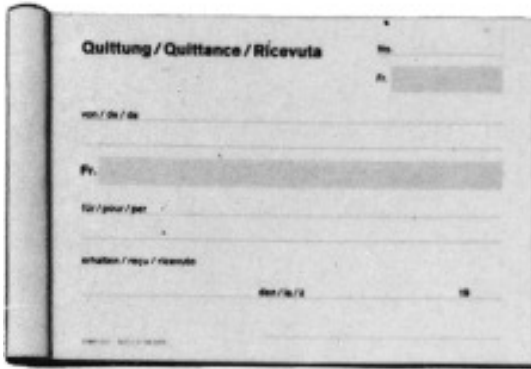 Quittung / Quittance / Ricevuta
No.
Fr.
von / de / da
Fr.
für / pour / per
erhalten / reçu / ricevuto
den / le / il
19